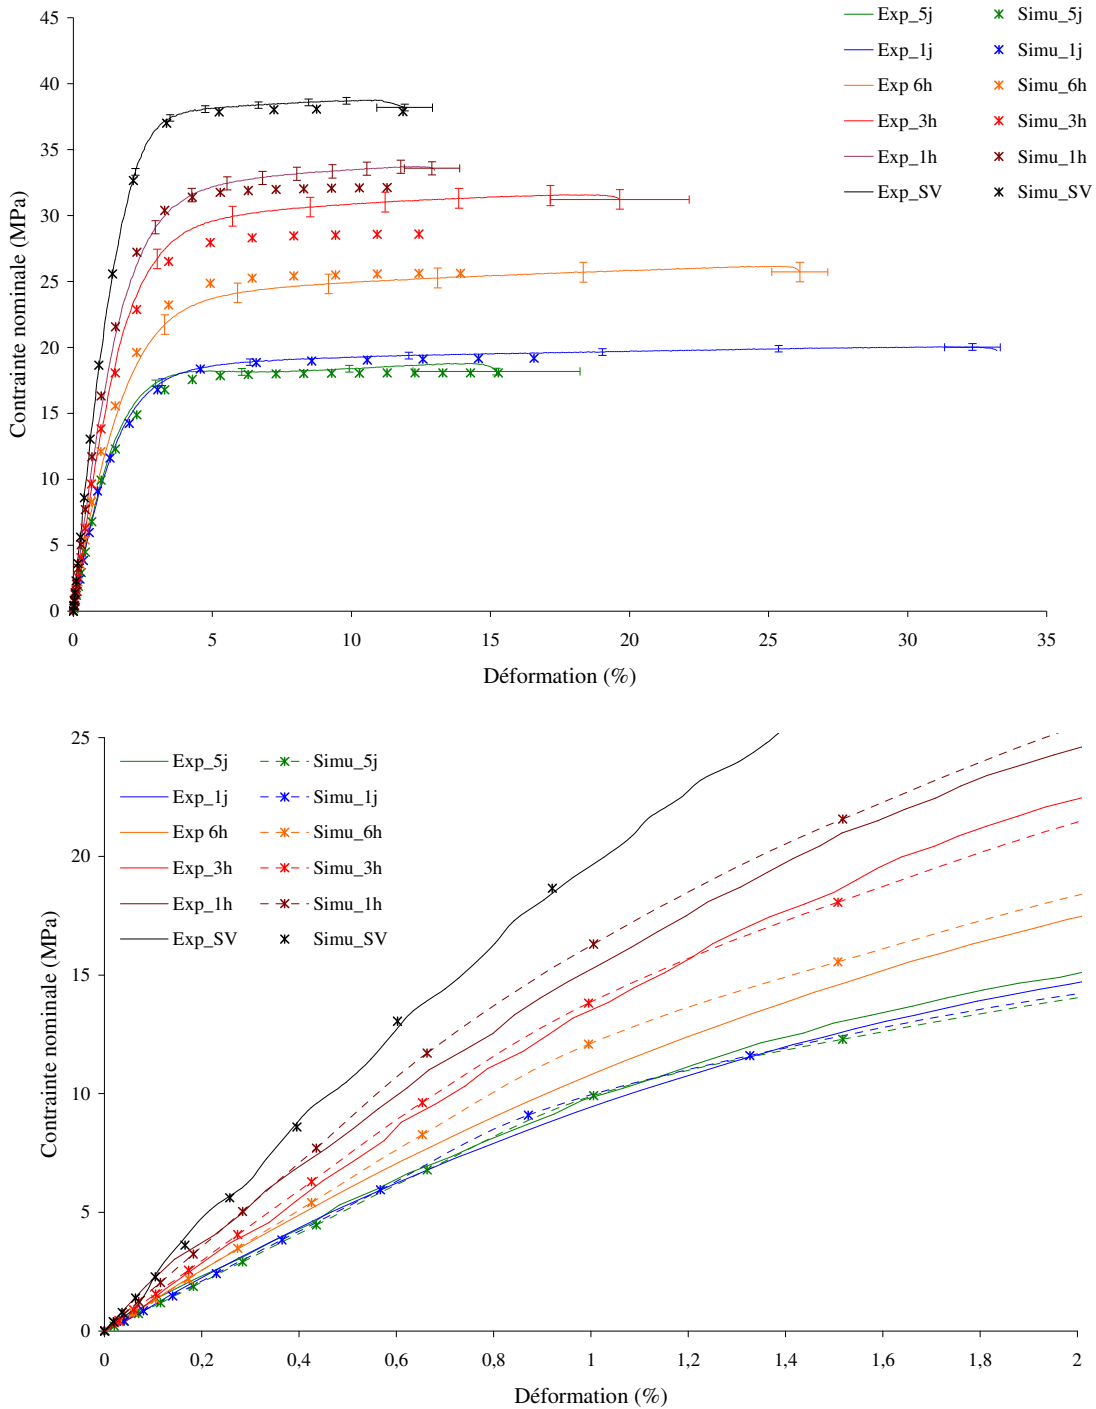 45
40
35
30
25
20
15
10
5
0
Contrainte nominale (MPa)
Exp_5j Simu_5j
Exp_1j Simu_1j
Exp 6h Simu_6h
Exp_3h Simu_3h
Exp_1h Simu_1h
Exp_SV Simu_SV
0 5 10 15 20 25 30 35
Déformation (%)
25
20
15
10
5
0
Contrainte nominale (MPa)
Exp_5j Simu_5j
Exp_1j Simu_1j
Exp 6h Simu_6h
Exp_3h Simu_3h
Exp_1h Simu_1h
Exp_SV Simu_SV
0 0,2 0,4 0,6 0,8 1 1,2 1,4 1,6 1,8 2
Déformation (%)